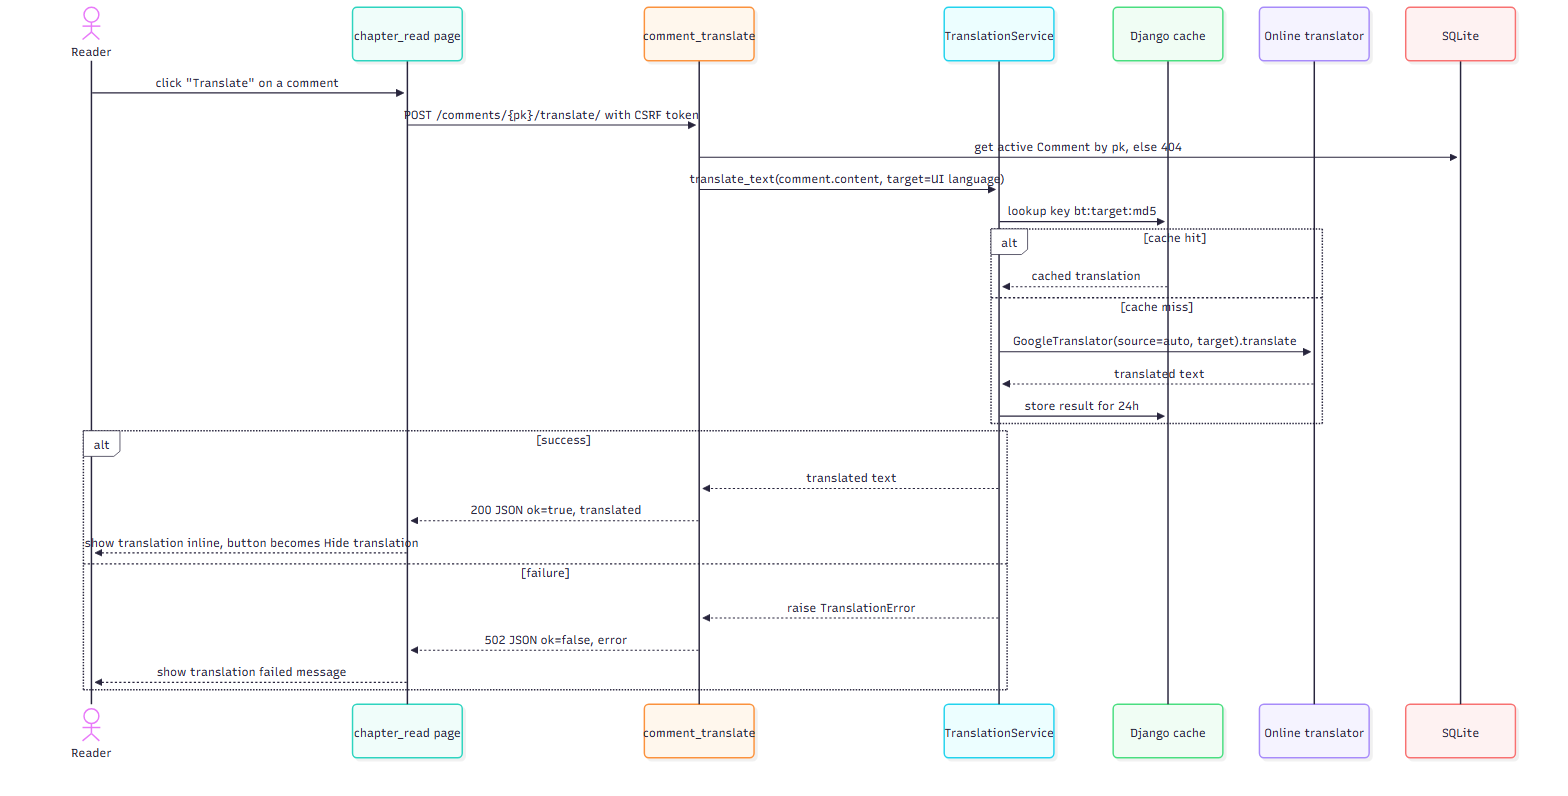 Reader
chapter_read page
comment_translate
TranslationService
Django cache
Online translator
SQLite
click "Translate" on a comment
POST /comments/{pk}/translate/ with CSRF token
get active Comment by pk, else 404
translate_text(comment.content, target=UI language)
lookup key bt:target:md5
alt
[cache hit]
cached translation
[cache miss]
GoogleTranslator(source=auto, target).translate
translated text
store result for 24h
alt
[success]
translated text
200 JSON ok=true, translated
show translation inline, button becomes Hide translation
[failure]
raise TranslationError
502 JSON ok=false, error
show translation failed message
Reader
chapter_read page
comment_translate
TranslationService
Django cache
Online translator
SQLite